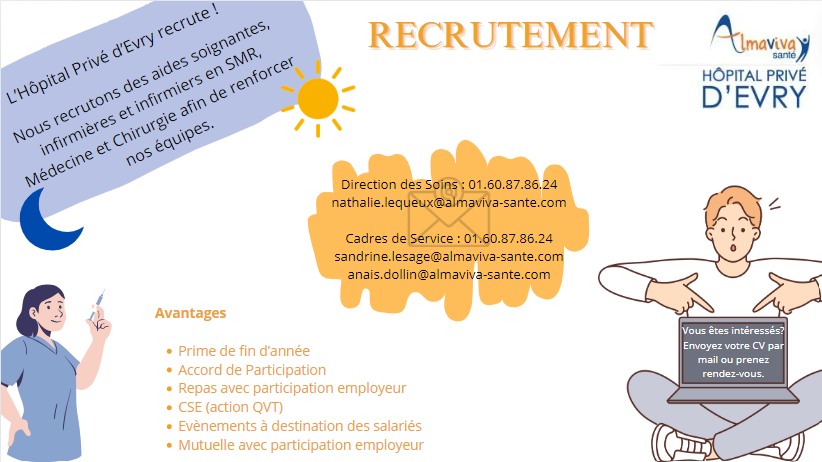 L'Hôpital Privé d'Evry recrute !
Nous recrutons des aides soignantes,
infirmières et infirmiers en SMR,
Médecine et Chirurgie afin de renforcer
nos équipes.
RECRUTEMENT
Almaviva
santé
HÔPITAL PRIVÉ
D'EVRY
Direction des Soins : 01.60.87.86.24
nathalie.lequeux@almaviva-sante.com
Cadres de Service : 01.60.87.86.24
sandrine.lesage@almaviva-sante.com
anais.dollin@almaviva-sante.com
Avantages
• Prime de fin d'année
• Accord de Participation
• Repas avec participation employeur
• CSE (action QVT)
• Evènements à destination des salariés
• Mutuelle avec participation employeur
Vous êtes intéressés?
Envoyez votre CV par
mail ou prenez
rendez-vous.